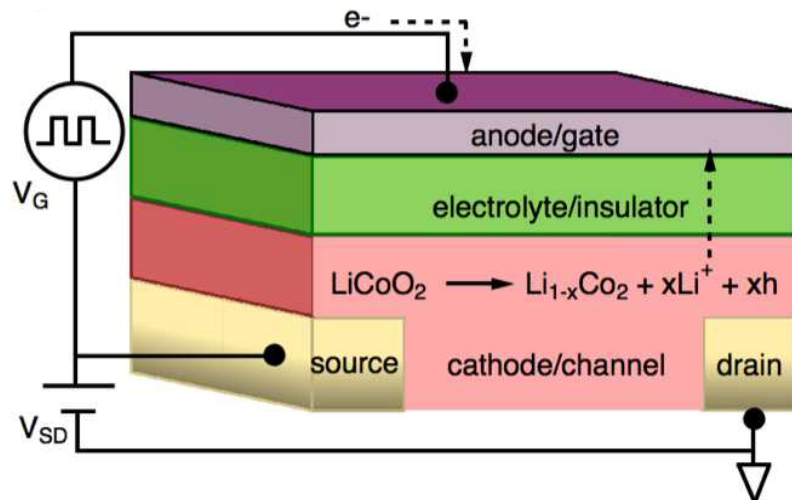 e-
anode/gate
V_G
electrolyte/insulator
LiCoO₂ ⟶ Li₁₋ₓCo₂ + xLi⁺ + xh
source
cathode/channel
drain
V_SD